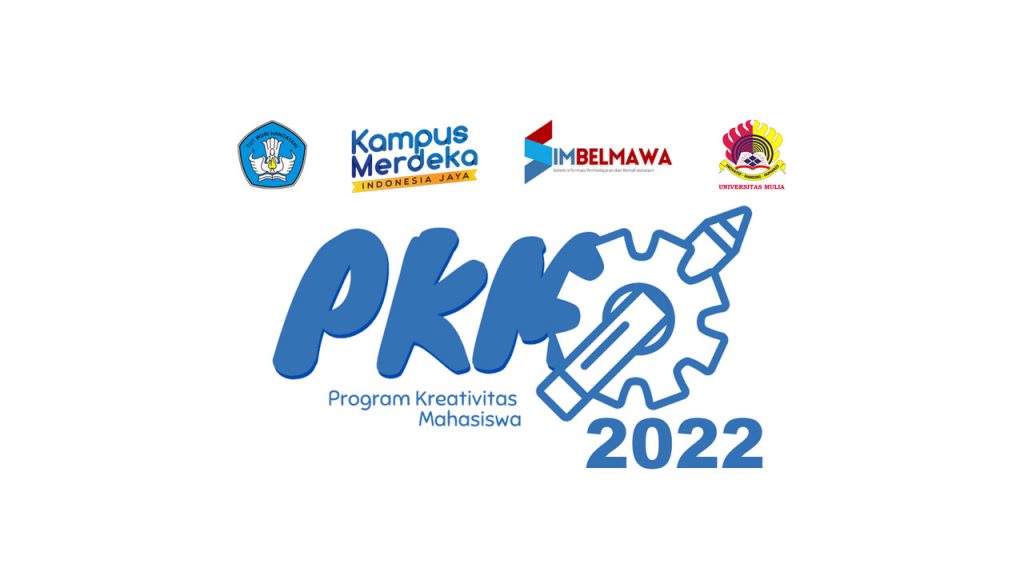 TUT WURI HANDAYANI
Kampus
Merdeka
INDONESIA JAYA
SIMBELMAWA
Sistem Informasi Pembelajaran dan Kemahasiswaan
UNIVERSITAS MULIA
PKM
Program Kreativitas
Mahasiswa
2022